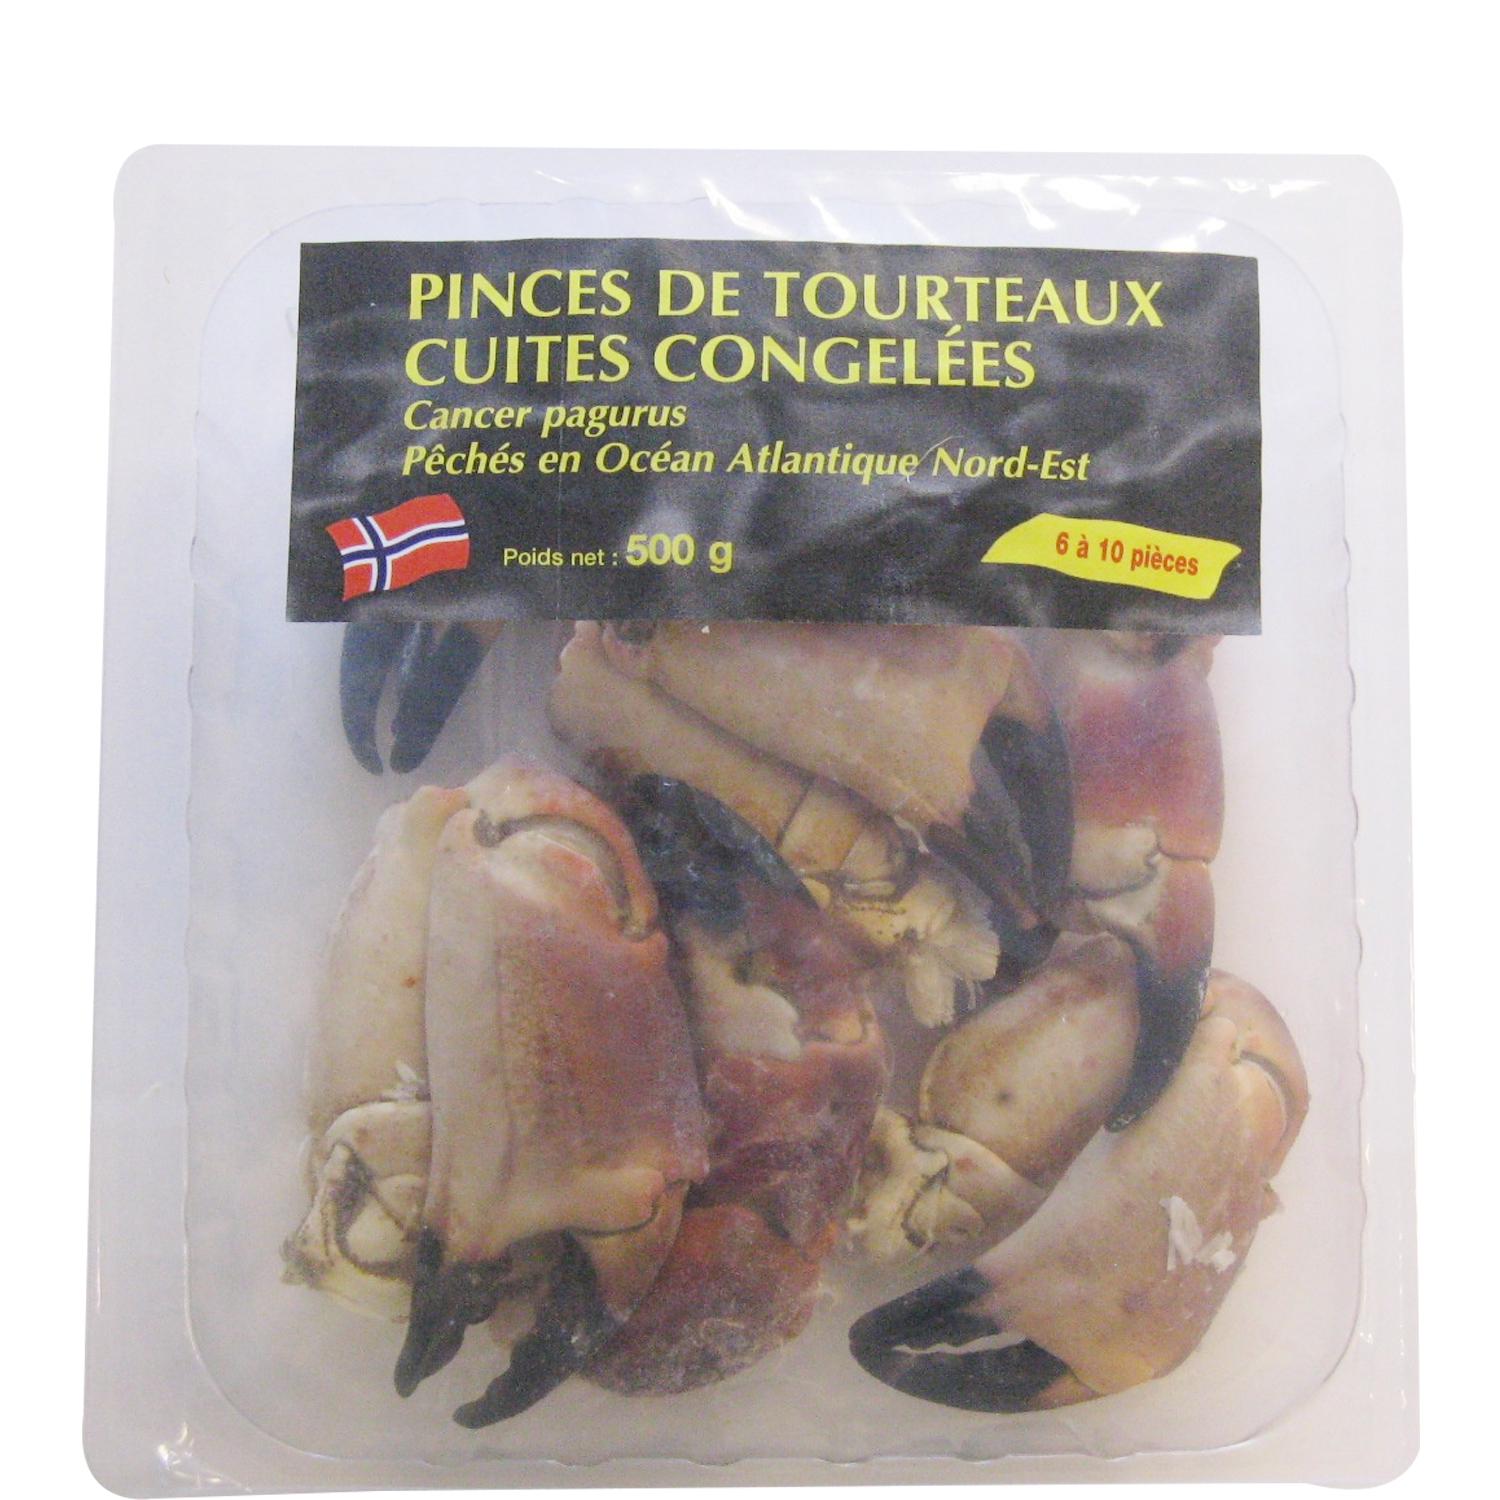 PINCES DE TOURTEAUX
CUITES CONGELÉES
Cancer pagurus
Pêchés en Océan Atlantique Nord-Est
Poids net : 500 g
6 à 10 pièces